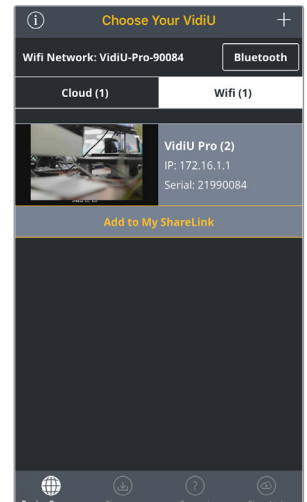 Choose Your VidiU
Wifi Network: VidiU-Pro-90084
Bluetooth
Cloud (1)
Wifi (1)
VidiU Pro (2)
IP: 172.16.1.1
Serial: 21990084
Add to My ShareLink